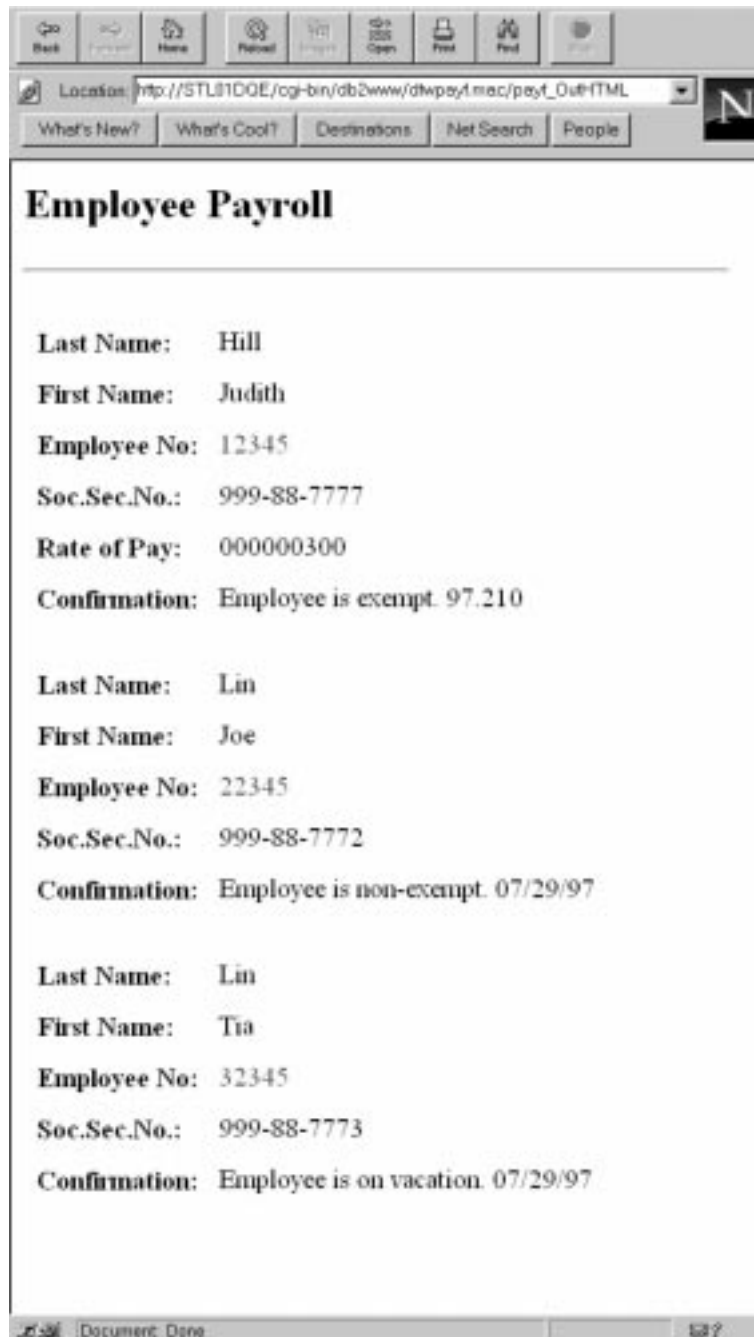 Back Forward Home Reload Images Open Print Find Stop
Location: http://STL01DQE/cgi-bin/db2www/dtwpayf.mac/payf_OutHTML
N
What's New? What's Cool? Destinations Net Search People
Employee Payroll
Last Name: Hill
First Name: Judith
Employee No: 12345
Soc.Sec.No.: 999-88-7777
Rate of Pay: 000000300
Confirmation: Employee is exempt. 97.210
Last Name: Lin
First Name: Joe
Employee No: 22345
Soc.Sec.No.: 999-88-7772
Confirmation: Employee is non-exempt. 07/29/97
Last Name: Lin
First Name: Tia
Employee No: 32345
Soc.Sec.No.: 999-88-7773
Confirmation: Employee is on vacation. 07/29/97
Document: Done